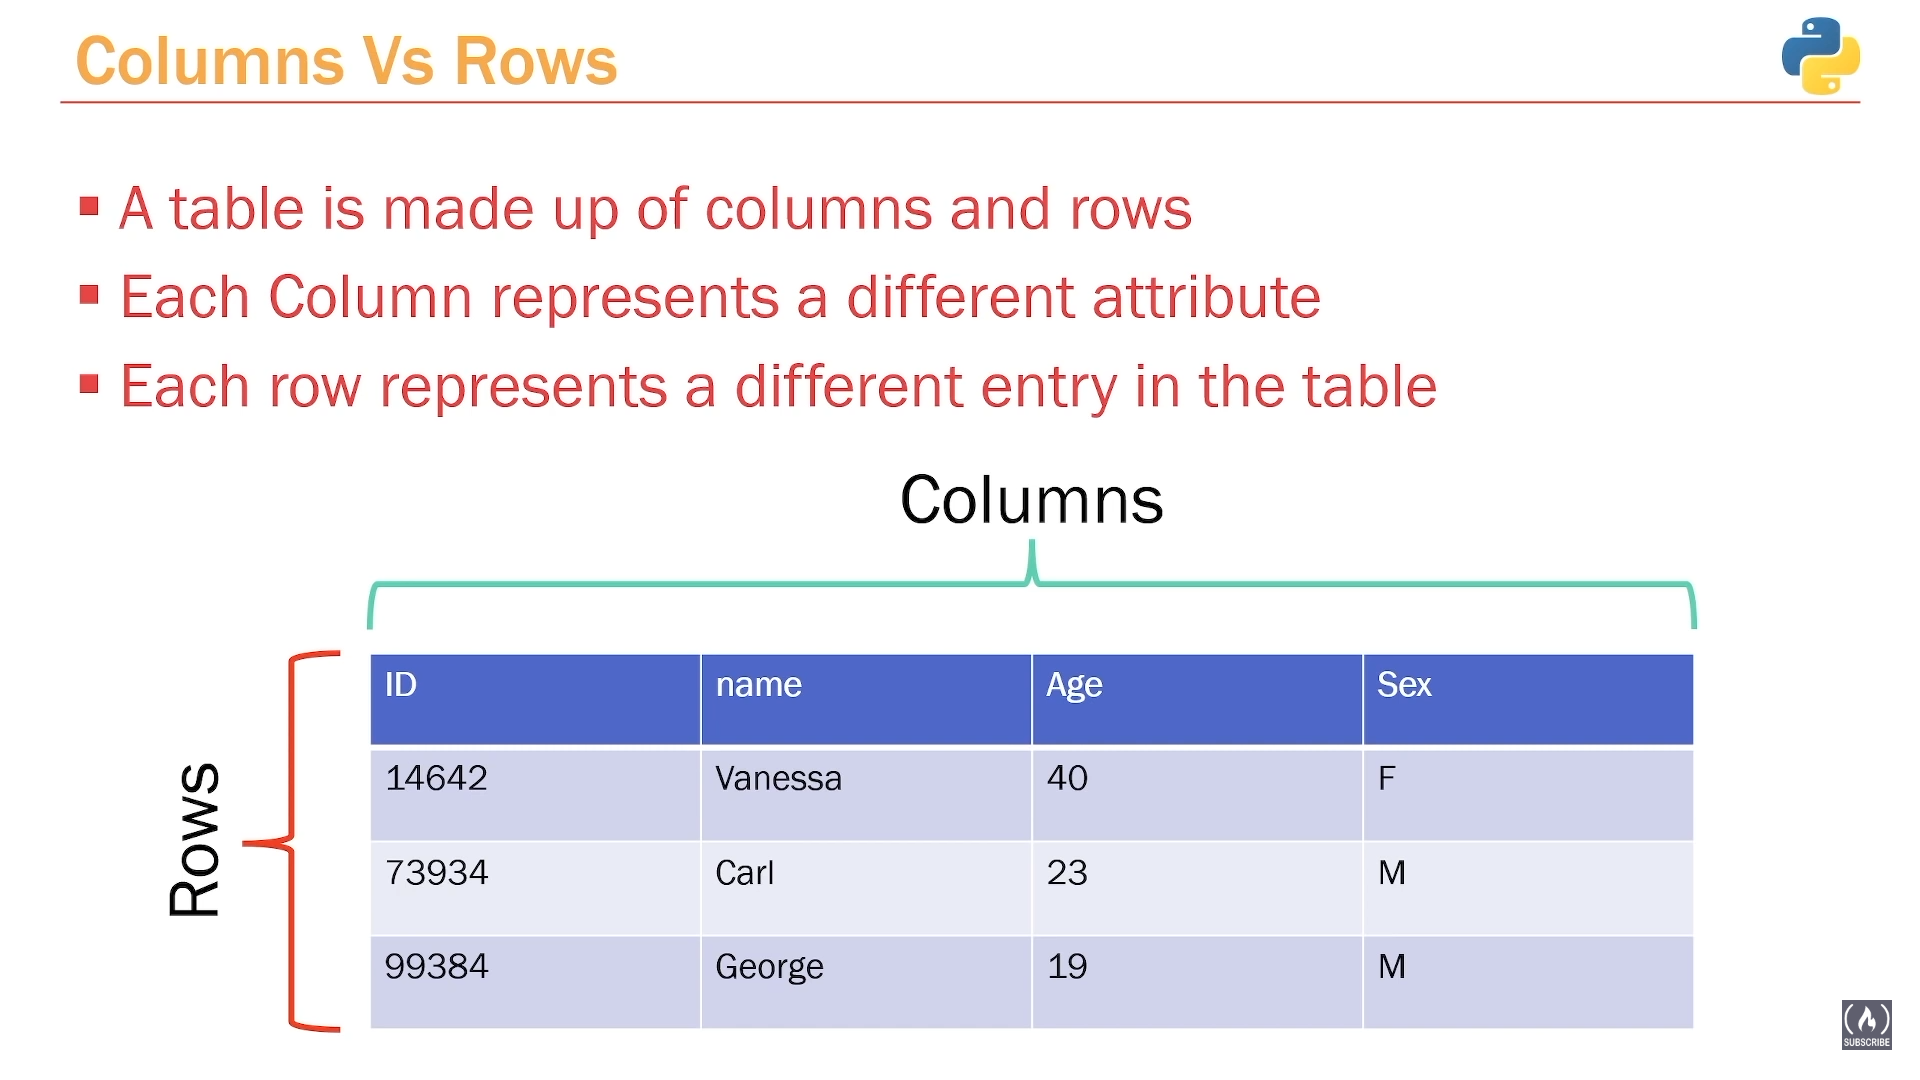 Columns Vs Rows
A table is made up of columns and rows
Each Column represents a different attribute
Each row represents a different entry in the table
Columns
Rows
ID name Age Sex
14642 Vanessa 40 F
73934 Carl 23 M
99384 George 19 M
SUBSCRIBE